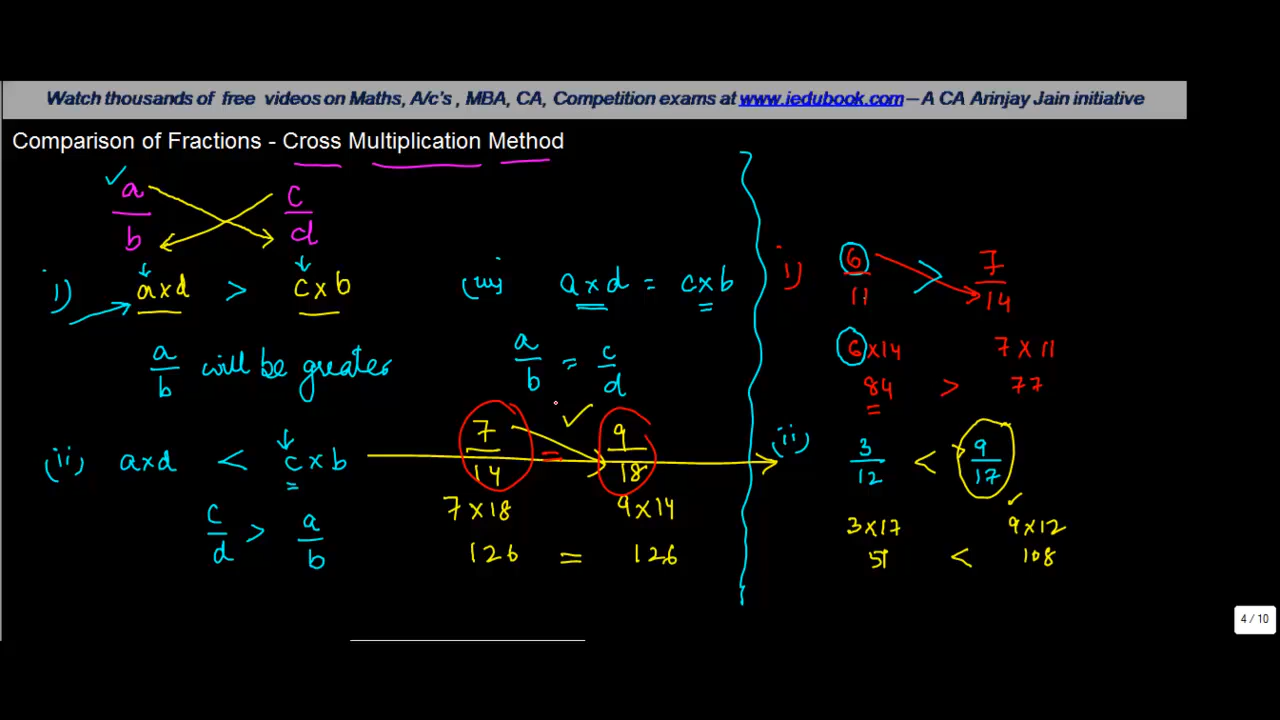 Watch thousands of free videos on Maths, A/c's , MBA, CA, Competition exams at www.iedubook.com – A CA Arinjay Jain initiative
Comparison of Fractions - Cross Multiplication Method
a/b c/d
i) a x d > c x b
a/b will be greater
(ii) a x d < c x b
c/d > a/b
(iii) a x d = c x b
a/b = c/d
7/14 = 9/18
7 x 18 9 x 14
126 = 126
i) 6/11 > 7/14
6 x 14 7 x 11
84 > 77
(ii) 3/12 < 9/17
3 x 17 9 x 12
51 < 108
4 / 10